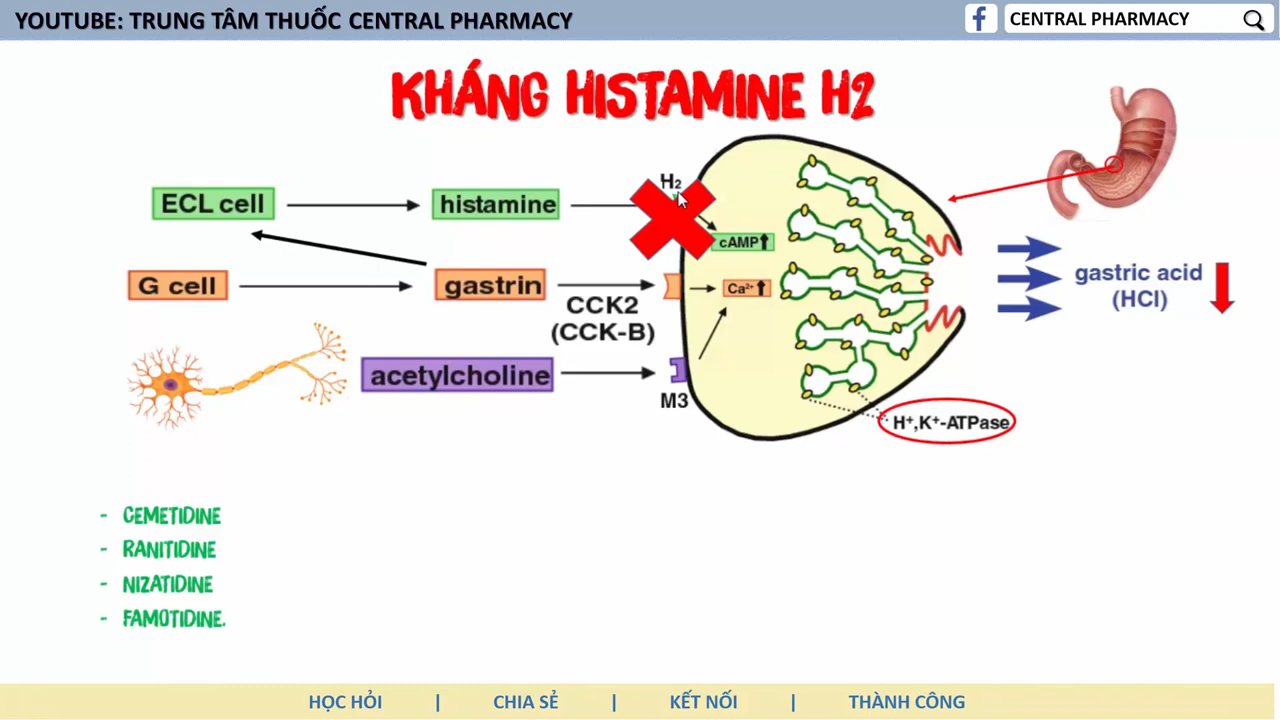 YOUTUBE: TRUNG TÂM THUỐC CENTRAL PHARMACY
CENTRAL PHARMACY
KHÁNG HISTAMINE H2
H₂
ECL cell
histamine
cAMP
G cell
gastrin
Ca²⁺
gastric acid
(HCl)
CCK2
(CCK-B)
acetylcholine
M3
H⁺,K⁺-ATPase
- CEMETIDINE
- RANITIDINE
- NIZATIDINE
- FAMOTIDINE.
HỌC HỎI | CHIA SẺ | KẾT NỐI | THÀNH CÔNG